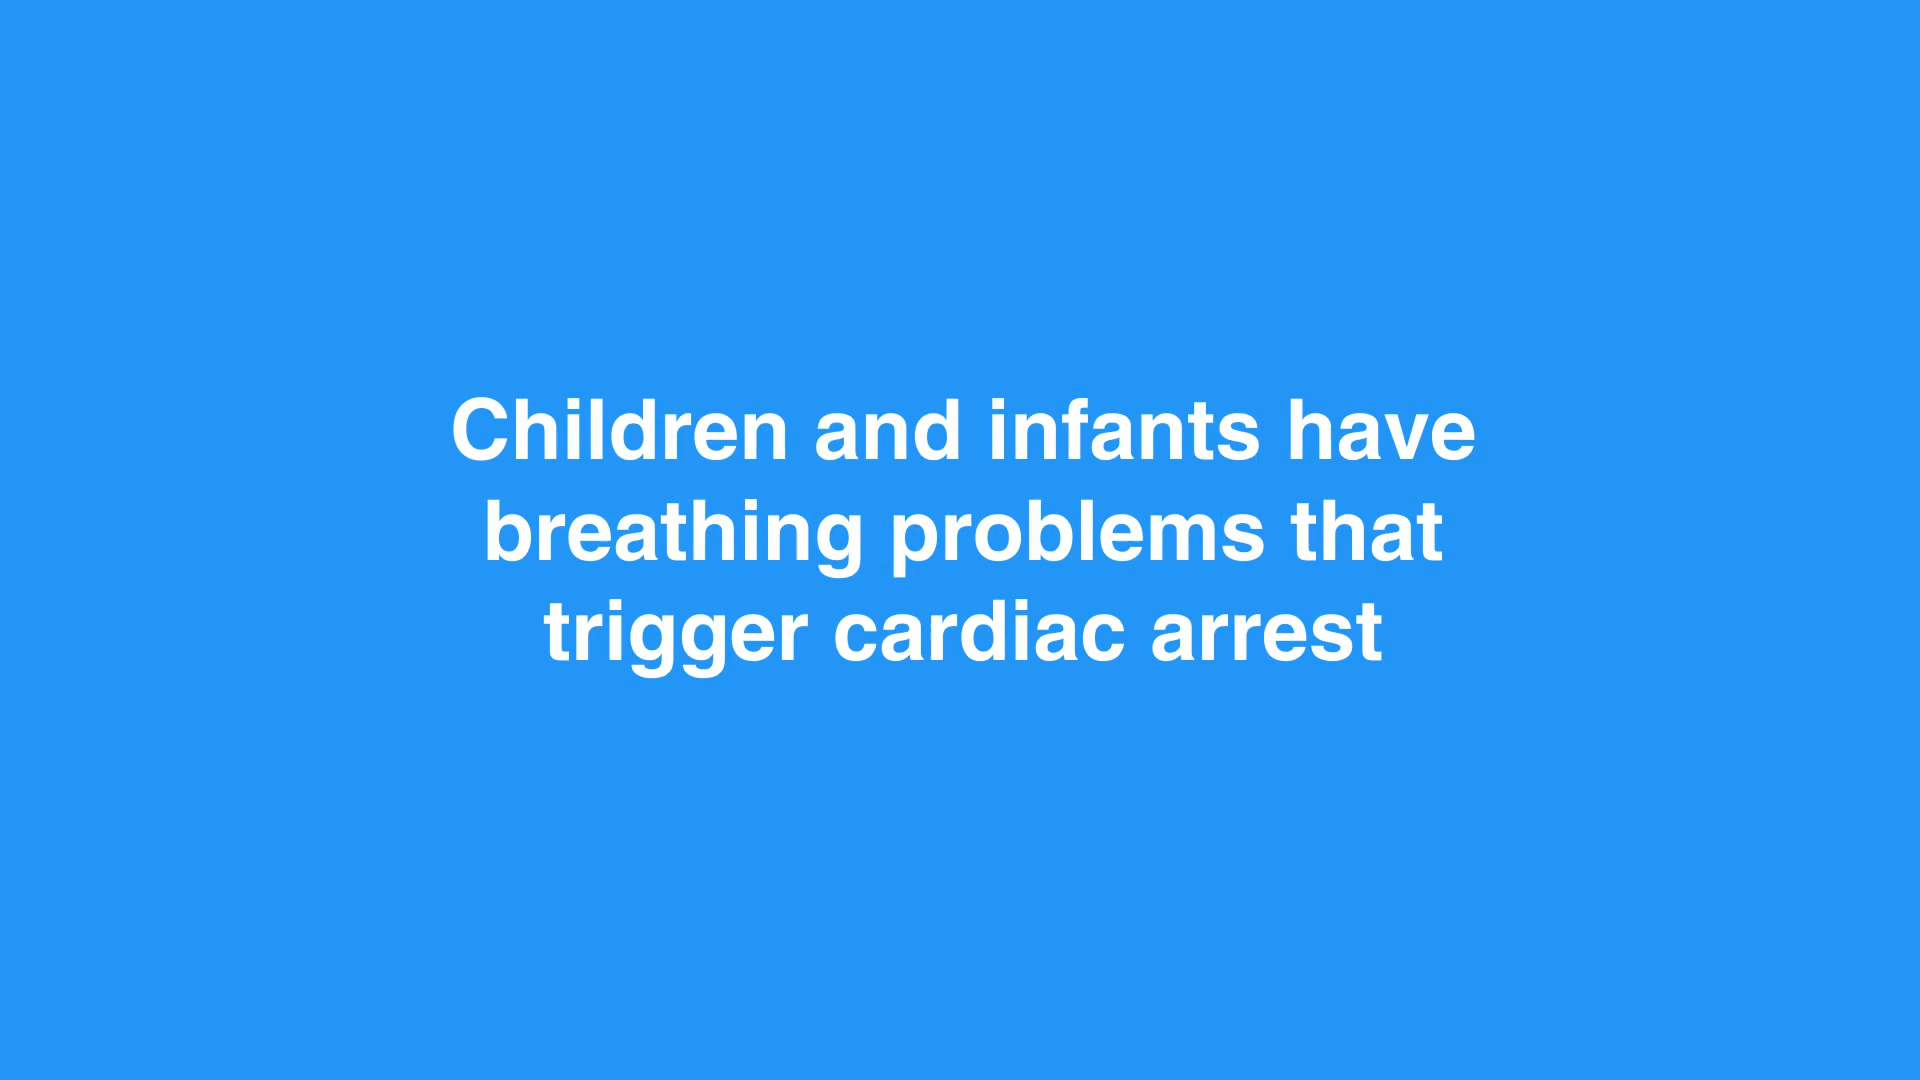 Children and infants have
breathing problems that
trigger cardiac arrest